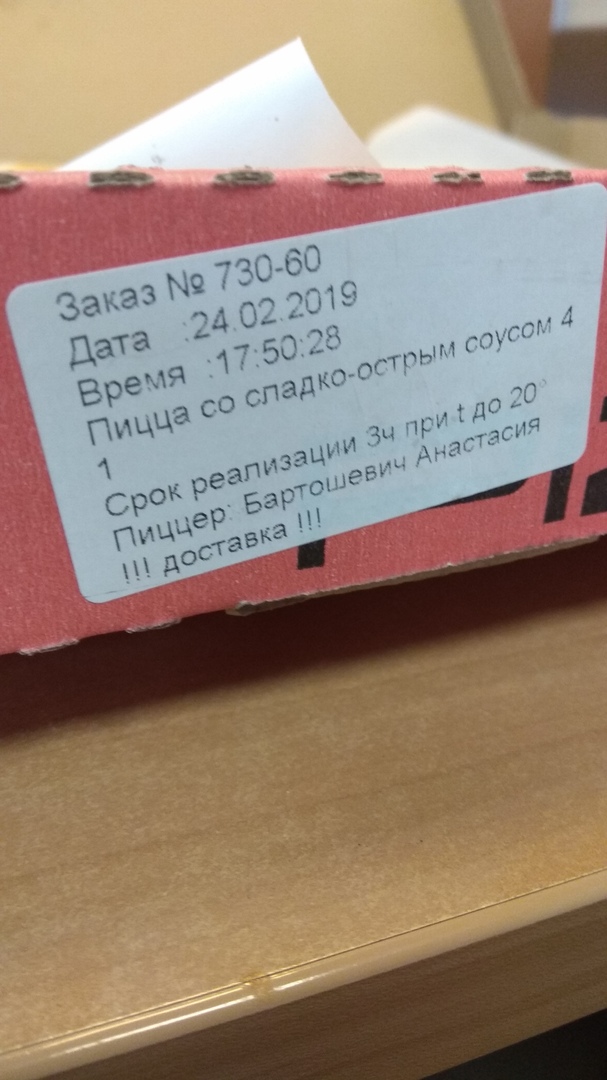 Заказ № 730-60
Дата :24.02.2019
Время :17:50:28
Пицца со сладко-острым соусом 4
1
Срок реализации 3ч при t до 20°
Пиццер: Бартошевич Анастасия
!!! доставка !!!